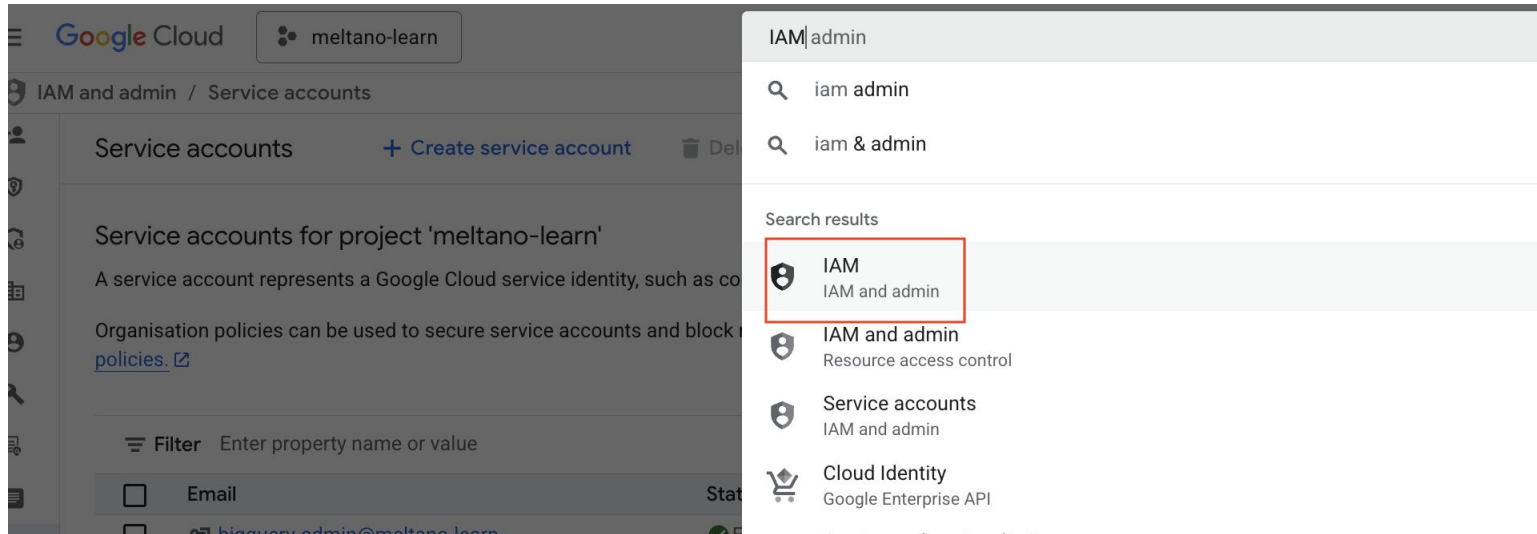 Google Cloud
meltano-learn
IAM and admin / Service accounts
Service accounts
+ Create service account
Service accounts for project 'meltano-learn'
A service account represents a Google Cloud service identity, such as
Organisation policies can be used to secure service accounts and block
policies.
Filter Enter property name or value
Email
bigquery-admin@meltano-learn
IAM admin
iam admin
iam & admin
Search results
IAM
IAM and admin
IAM and admin
Resource access control
Service accounts
IAM and admin
Cloud Identity
Google Enterprise API